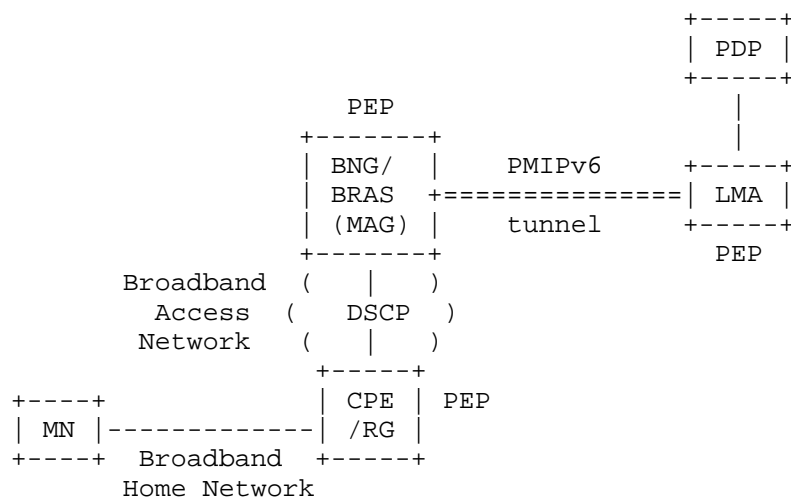 PDP
PEP
BNG/ PMIPv6
BRAS LMA
(MAG) tunnel
PEP
Broadband
Access DSCP
Network
CPE PEP
MN /RG
Broadband
Home Network